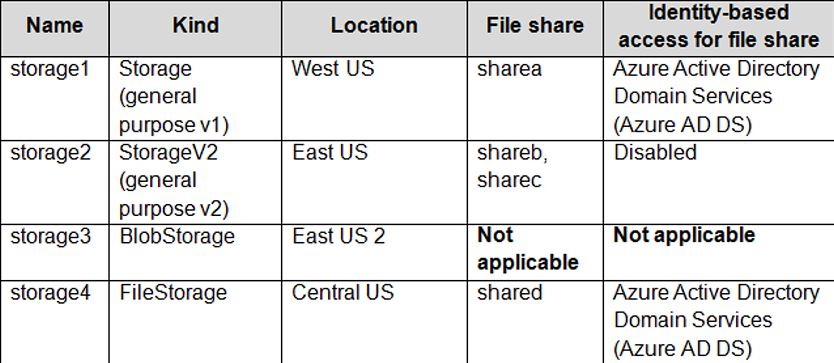 Name Kind Location File share Identity-based
access for file share
storage1 Storage West US sharea Azure Active Directory
(general Domain Services
purpose v1) (Azure AD DS)
storage2 StorageV2 East US shareb, Disabled
(general sharec
purpose v2)
storage3 BlobStorage East US 2 Not Not applicable
applicable
storage4 FileStorage Central US shared Azure Active Directory
Domain Services
(Azure AD DS)